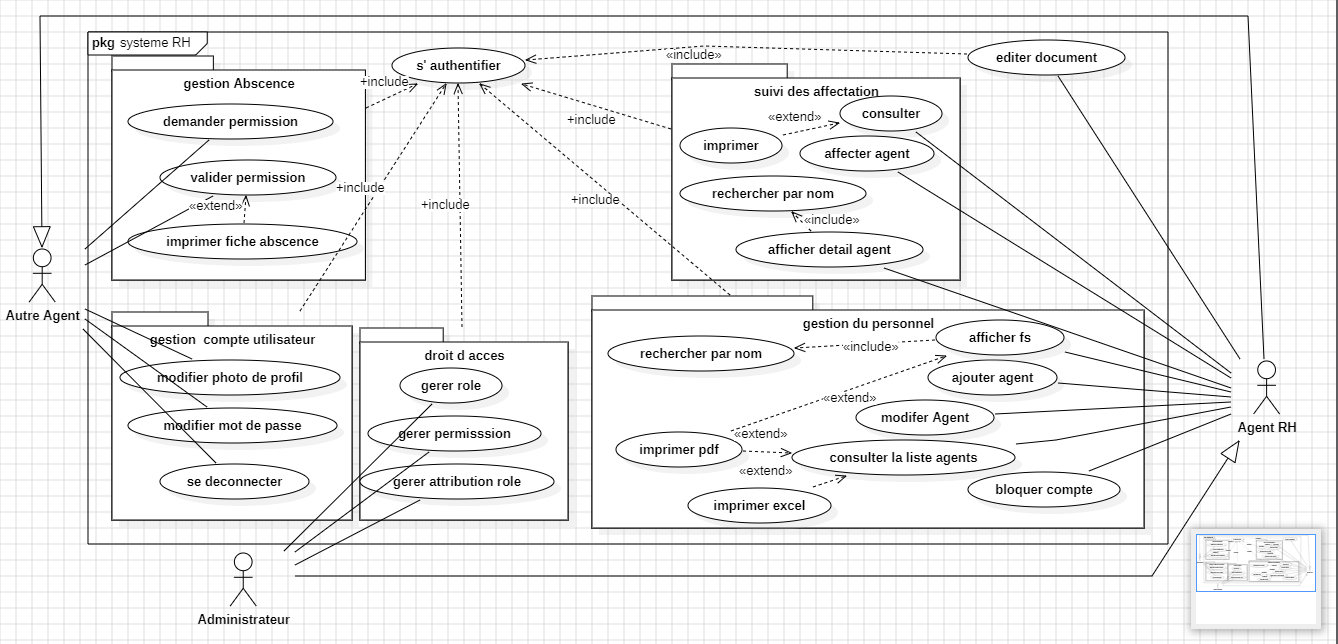 pkg systeme RH
s' authentifier
«include»
editer document
gestion Abscence
+include
demander permission
valider permission
«extend»
imprimer fiche abscence
+include
+include
+include
+include
suivi des affectation
«extend»
consulter
imprimer
affecter agent
rechercher par nom
«include»
afficher detail agent
Autre Agent
gestion compte utilisateur
modifier photo de profil
modifier mot de passe
se deconnecter
droit d acces
gerer role
gerer permisssion
gerer attribution role
gestion du personnel
rechercher par nom
«include»
afficher fs
ajouter agent
«extend»
modifer Agent
«extend»
imprimer pdf
consulter la liste agents
«extend»
imprimer excel
bloquer compte
Agent RH
Administrateur